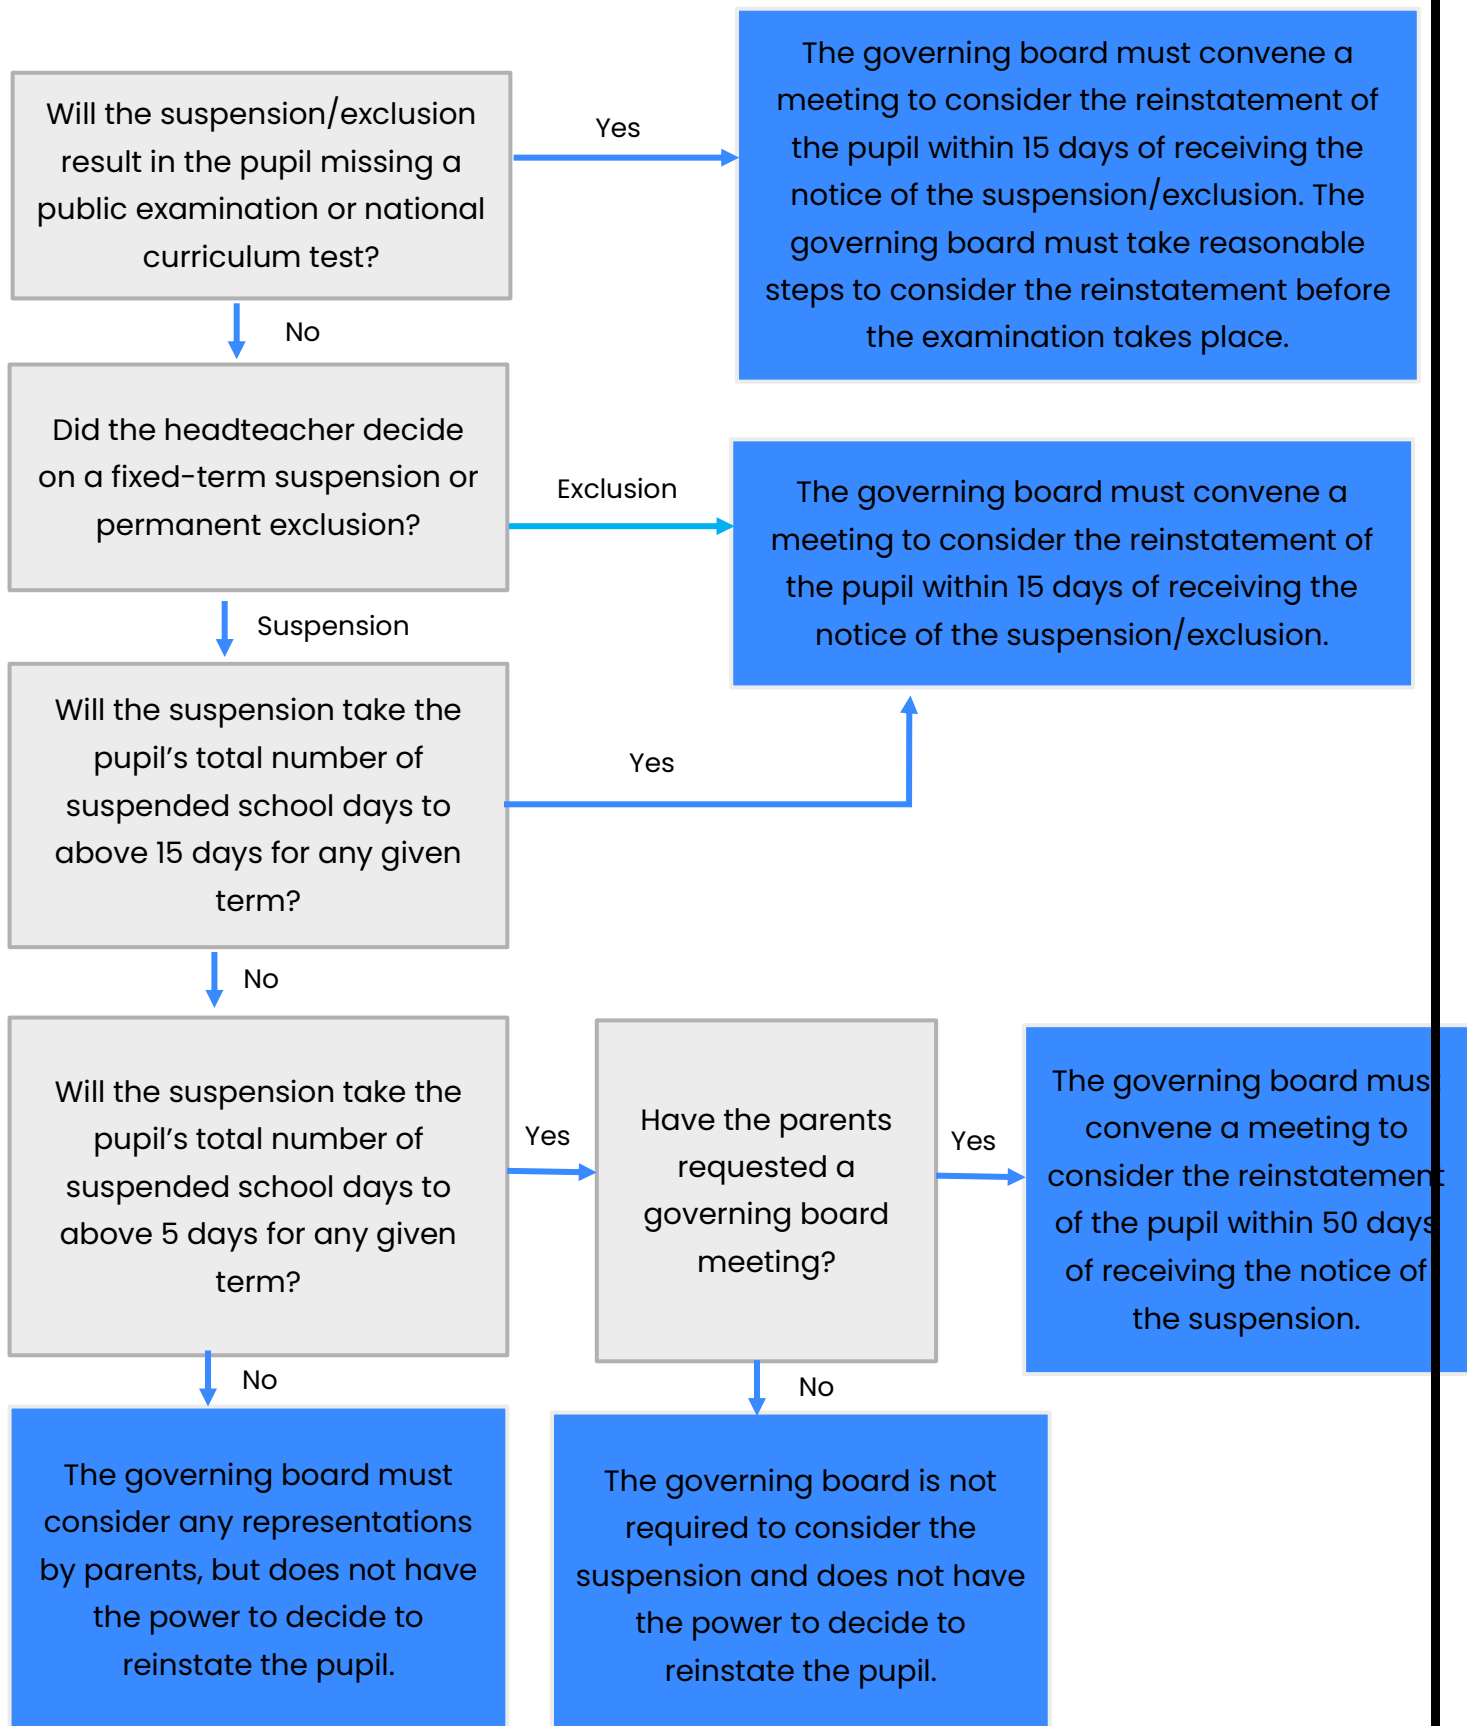 Will the suspension/exclusion
result in the pupil missing a
public examination or national
curriculum test?
Yes
The governing board must convene a
meeting to consider the reinstatement of
the pupil within 15 days of receiving the
notice of the suspension/exclusion. The
governing board must take reasonable
steps to consider the reinstatement before
the examination takes place.
No
Did the headteacher decide
on a fixed-term suspension or
permanent exclusion?
Exclusion
The governing board must convene a
meeting to consider the reinstatement of
the pupil within 15 days of receiving the
notice of the suspension/exclusion.
Suspension
Will the suspension take the
pupil’s total number of
suspended school days to
above 15 days for any given
term?
Yes
No
Will the suspension take the
pupil’s total number of
suspended school days to
above 5 days for any given
term?
Yes
Have the parents
requested a
governing board
meeting?
Yes
The governing board must
convene a meeting to
consider the reinstatement
of the pupil within 50 days
of receiving the notice of
the suspension.
No
The governing board must
consider any representations
by parents, but does not have
the power to decide to
reinstate the pupil.
No
The governing board is not
required to consider the
suspension and does not have
the power to decide to
reinstate the pupil.